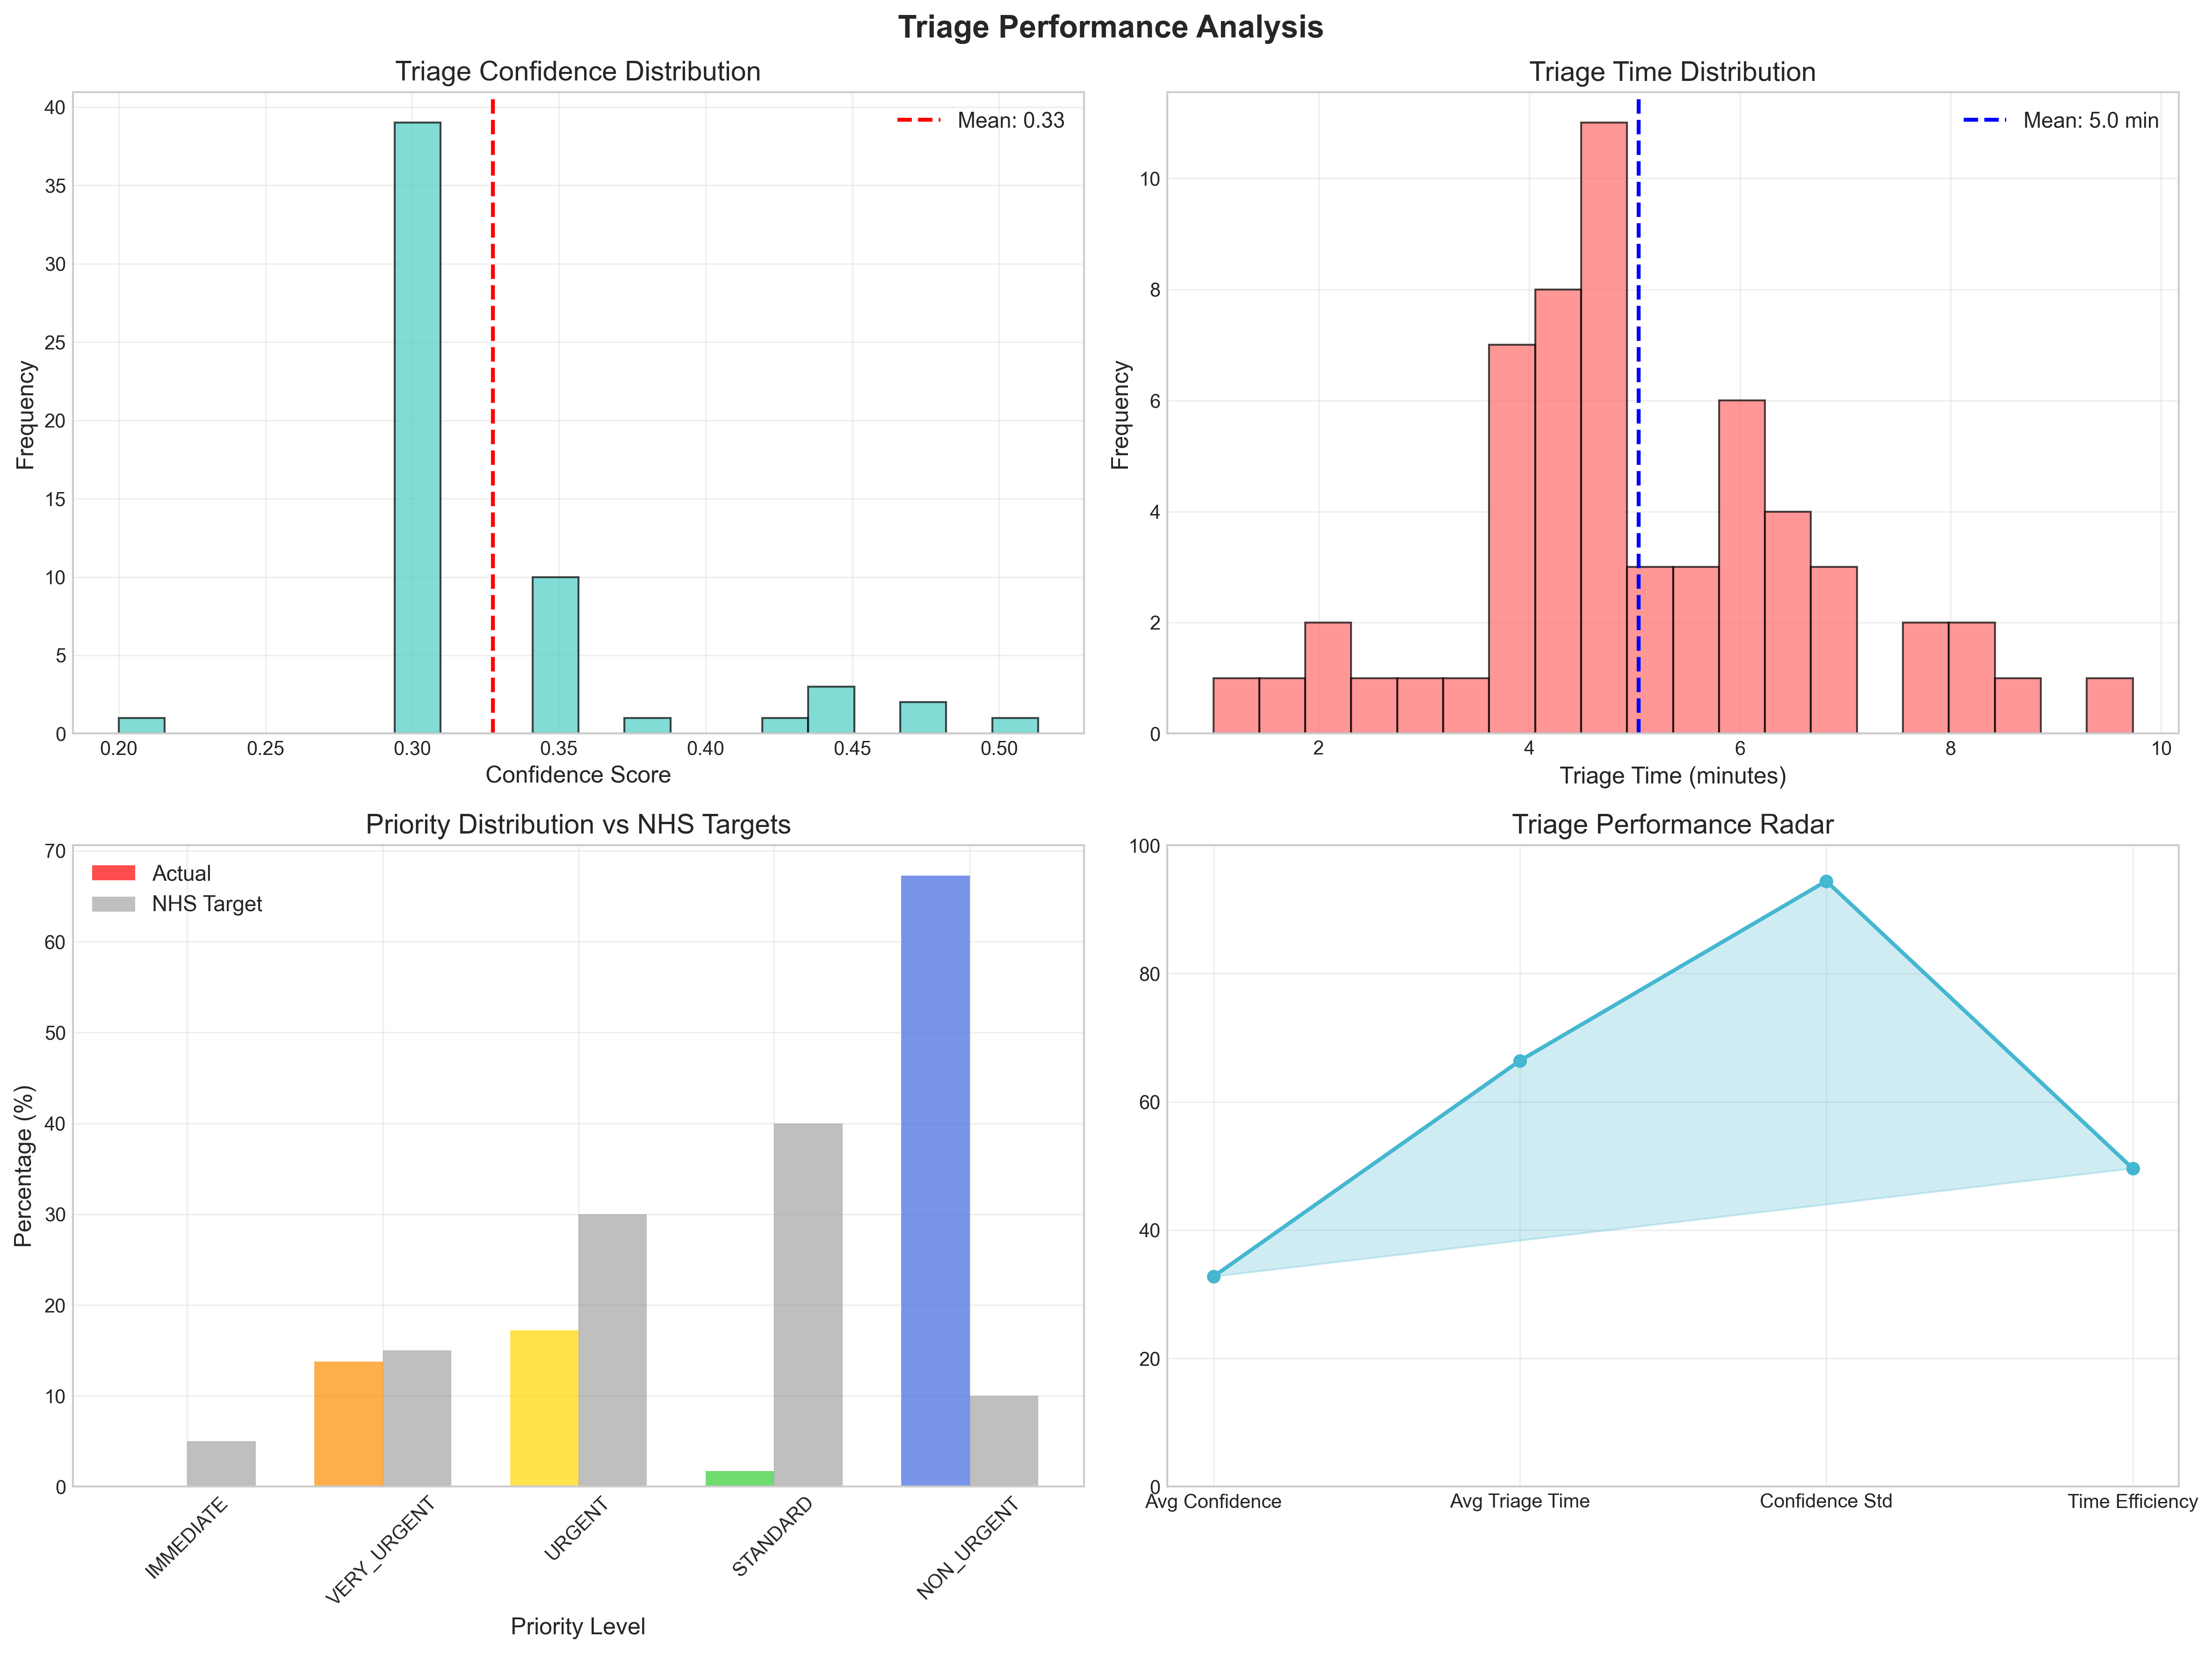 Triage Performance Analysis
Triage Confidence Distribution
40
35
30
25
20
15
10
5
0
Frequency
Mean: 0.33
0.20 0.25 0.30 0.35 0.40 0.45 0.50
Confidence Score
Triage Time Distribution
10
8
6
4
2
0
Frequency
Mean: 5.0 min
2 4 6 8 10
Triage Time (minutes)
Priority Distribution vs NHS Targets
70
60
50
40
30
20
10
0
Percentage (%)
Actual
NHS Target
IMMEDIATE
VERY_URGENT
URGENT
STANDARD
NON_URGENT
Priority Level
Triage Performance Radar
100
80
60
40
20
0
Avg Confidence
Avg Triage Time
Confidence Std
Time Efficiency